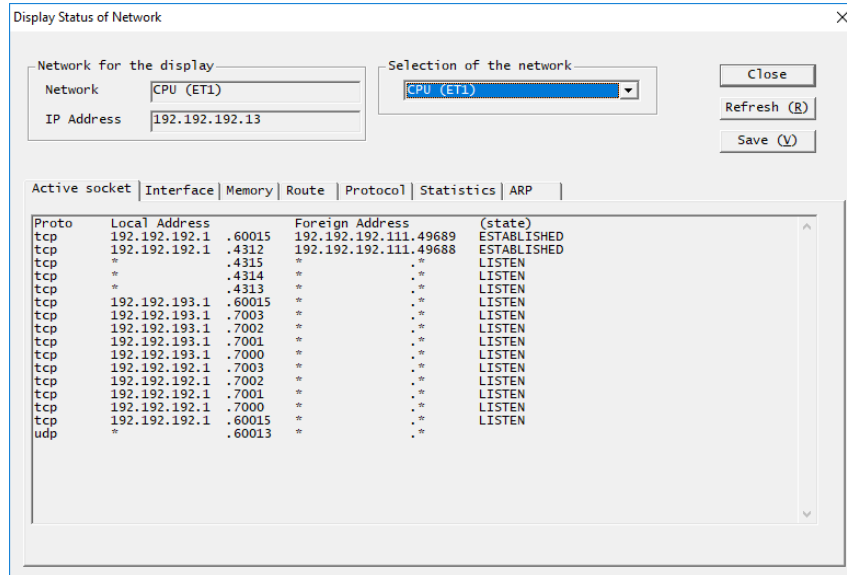 Display Status of Network
Network for the display
Network CPU (ET1)
IP Address 192.192.192.13
Selection of the network
CPU (ET1)
Close
Refresh (R)
Save (V)
Active socket Interface Memory Route Protocol Statistics ARP
Proto Local Address Foreign Address (state)
tcp 192.192.192.1 .60015 192.192.192.111.49689 ESTABLISHED
tcp 192.192.192.1 .4312 192.192.192.111.49688 ESTABLISHED
tcp * .4315 * .* LISTEN
tcp * .4314 * .* LISTEN
tcp * .4313 * .* LISTEN
tcp 192.192.193.1 .60015 * .* LISTEN
tcp 192.192.193.1 .7003 * .* LISTEN
tcp 192.192.193.1 .7002 * .* LISTEN
tcp 192.192.193.1 .7001 * .* LISTEN
tcp 192.192.193.1 .7000 * .* LISTEN
tcp 192.192.192.1 .7003 * .* LISTEN
tcp 192.192.192.1 .7002 * .* LISTEN
tcp 192.192.192.1 .7001 * .* LISTEN
tcp 192.192.192.1 .7000 * .* LISTEN
tcp 192.192.192.1 .60015 * .* LISTEN
udp * .60013 * .*